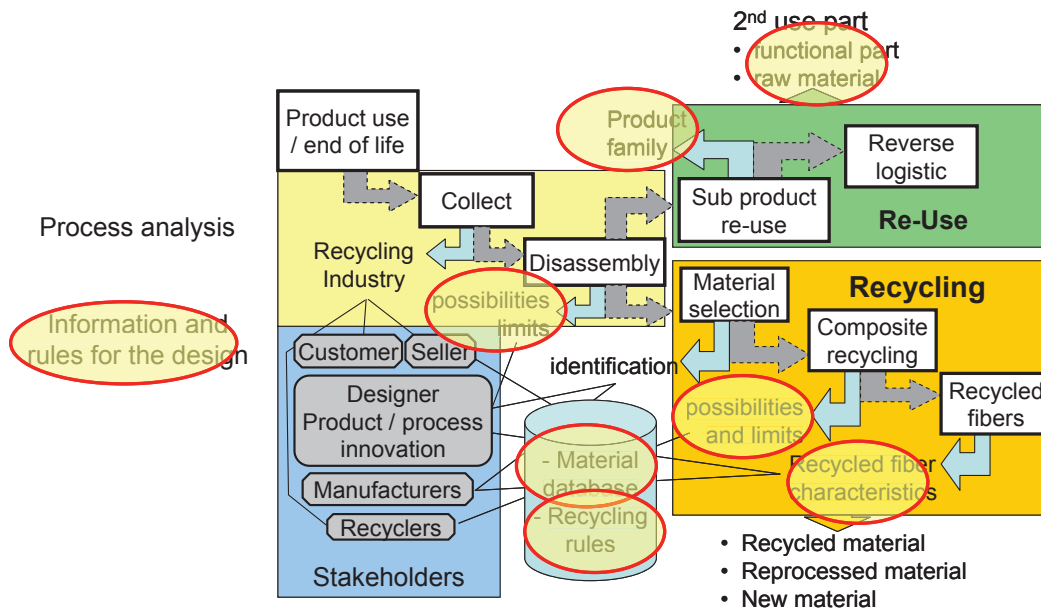 2nd use part
• functional part
• raw material
Product use
/ end of life
Product
family
Reverse
logistic
Collect
Sub product
re-use
Re-Use
Process analysis
Recycling
Industry
Disassembly
Material
selection
Recycling
possibilities
limits
Composite
recycling
Information and
rules for the design
Customer
Seller
identification
Recycled
fibers
Designer
Product / process
innovation
possibilities
and limits
- Material
database
Recycled fiber
characteristics
Manufacturers
- Recycling
rules
Recyclers
Stakeholders
• Recycled material
• Reprocessed material
• New material